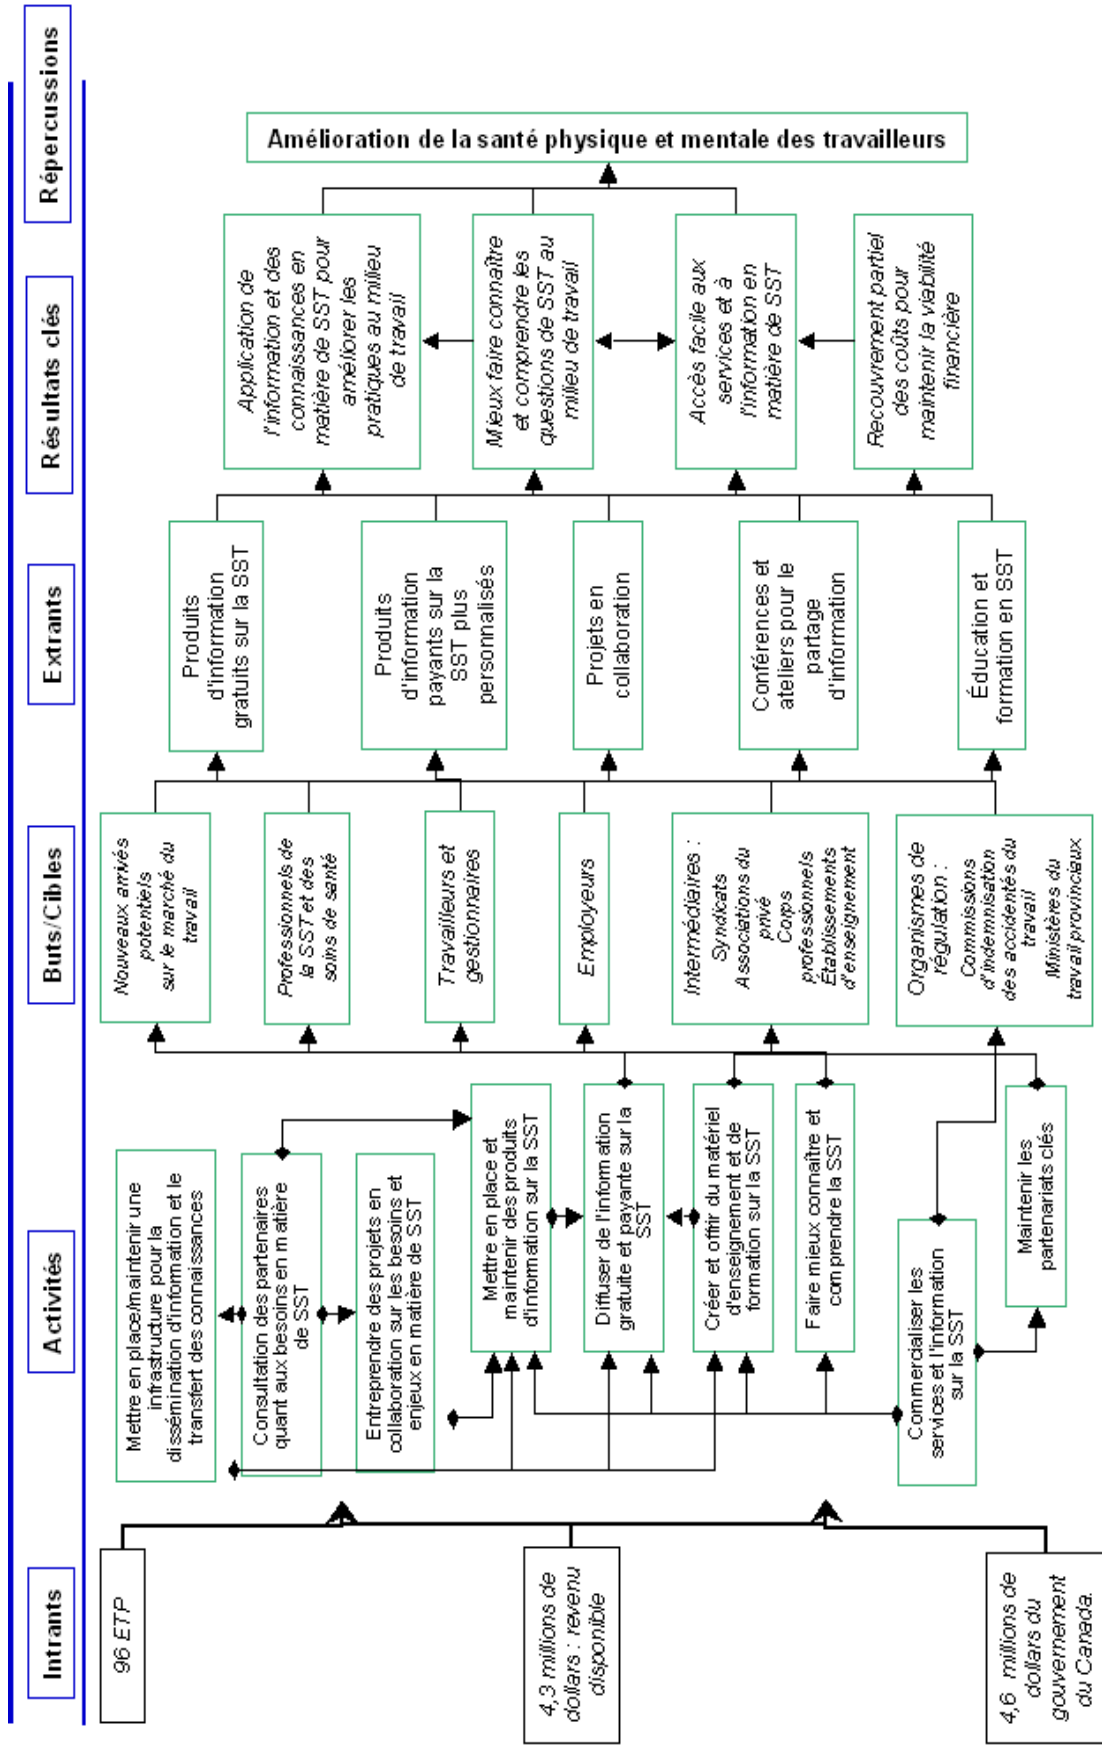 Intrants
Activités
Buts/Cibles
Extrants
Résultats clés
Répercussions
96 ETP
4,3 millions de
dollars : revenu
disponible
4,6 millions de
dollars du
gouvernement
du Canada.
Mettre en place/maintenir une
infrastructure pour la
dissémination d'information et le
transfert des connaissances
Consultation des partenaires
quant aux besoins en matière
de SST
Entreprendre des projets en
collaboration sur les besoins et
enjeux en matière de SST
Mettre en place et
maintenir des produits
d'information sur la SST
Diffuser de l'information
gratuite et payante sur la
SST
Créer et offrir du matériel
d'enseignement et de
formation sur la SST
Faire mieux connaître et
comprendre la SST
Commercialiser les
services et l'information
sur la SST
Maintenir les
partenariats clés
Nouveaux arrivés
potentiels
sur le marché du
travail
Professionnels de
la SST et des
soins de santé
Travailleurs et
gestionnaires
Employeurs
Intermédiaires :
Syndicats
Associations du
privé
Corps
professionnels
Établissements
d'enseignement
Organismes de
régulation :
Commissions
d'indemnisation
des accidentés du
travail
Ministères du
travail provinciaux
Produits
d'information
gratuits sur la SST
Produits
d'information
payants sur la
SST plus
personnalisés
Projets en
collaboration
Conférences et
ateliers pour le
partage
d'information
Éducation et
formation en SST
Application de
l'information et des
connaissances en
matière de SST pour
améliorer les
pratiques au milieu
de travail
Mieux faire connaître
et comprendre les
questions de SST au
milieu de travail
Accès facile aux
services et à
l'information en
matière de SST
Recouvrement partiel
des coûts pour
maintenir la viabilité
financière
Amélioration de la santé physique et mentale des travailleurs